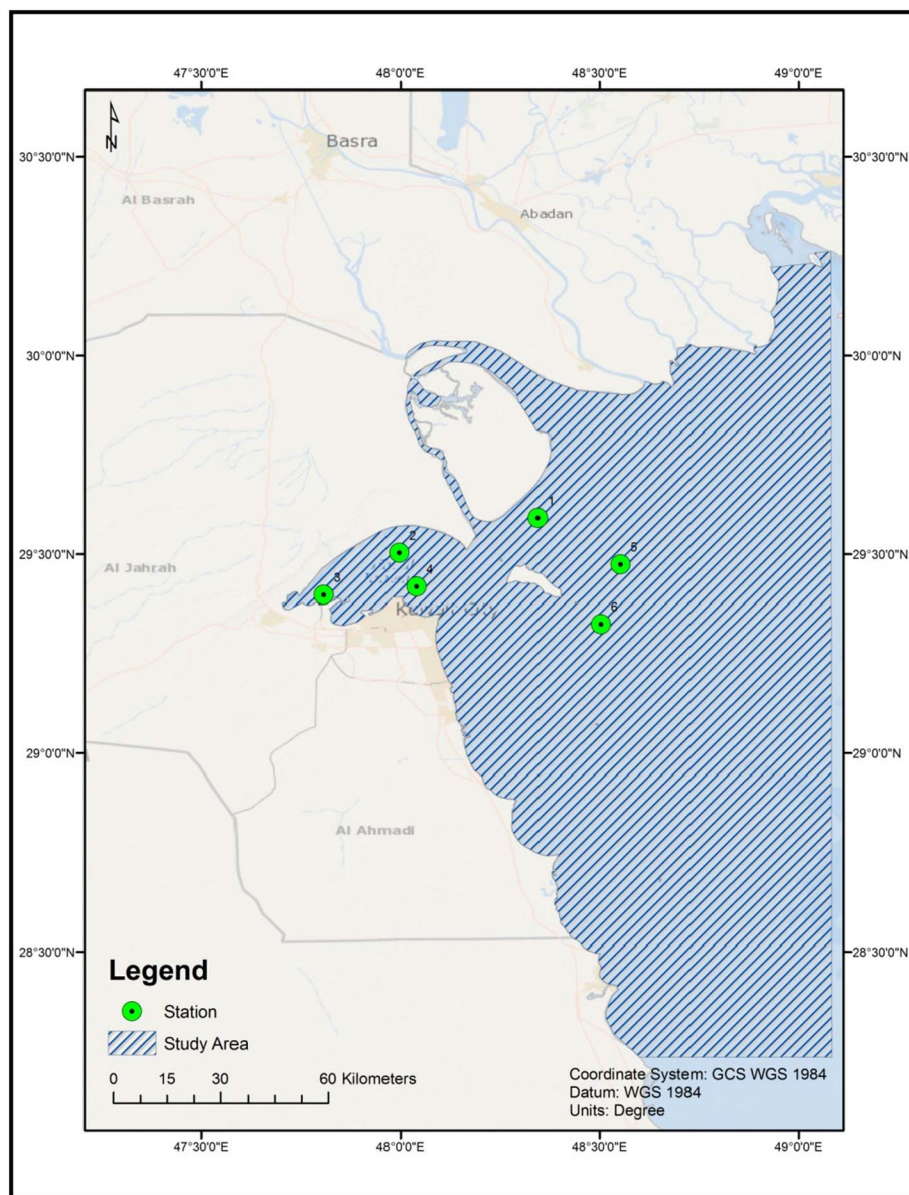 47°30'0"E 48°0'0"E 48°30'0"E 49°0'0"E
N
30°30'0"N 30°30'0"N
Basra
Al Basrah
Abadan
30°0'0"N 30°0'0"N
1
29°30'0"N 29°30'0"N
2
5
Al Jahrah
3
4
6
29°0'0"N 29°0'0"N
Al Ahmadi
28°30'0"N 28°30'0"N
Legend
Station
Study Area
0 15 30 60 Kilometers
Coordinate System: GCS WGS 1984
Datum: WGS 1984
Units: Degree
47°30'0"E 48°0'0"E 48°30'0"E 49°0'0"E